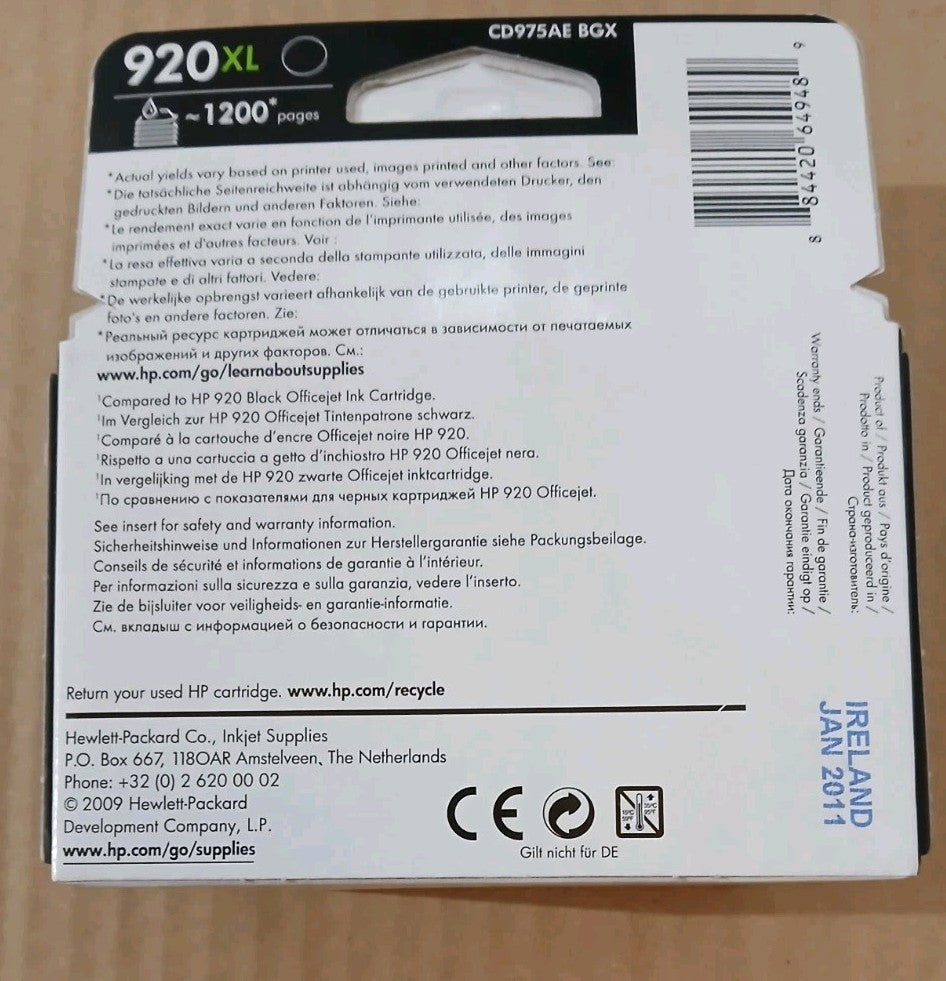 920XL
CD975AE BGX
~1200* pages
*Actual yields vary based on printer used, images printed and other factors. See:
*Die tatsächliche Seitenreichweite ist abhängig vom verwendeten Drucker, den
gedruckten Bildern und anderen Faktoren. Siehe:
*Le rendement exact varie en fonction de l'imprimante utilisée, des images
imprimées et d'autres facteurs. Voir :
*La resa effettiva varia a seconda della stampante utilizzata, delle immagini
stampate e di altri fattori. Vedere:
*De werkelijke opbrengst varieert afhankelijk van de gebruikte printer, de geprinte
foto's en andere factoren. Zie:
*Реальный ресурс картриджей может отличаться в зависимости от печатаемых
изображений и других факторов. См.:
www.hp.com/go/learnaboutsupplies
¹Compared to HP 920 Black Officejet Ink Cartridge.
¹Im Vergleich zur HP 920 Officejet Tintenpatrone schwarz.
¹Comparé à la cartouche d'encre Officejet noire HP 920.
¹Rispetto a una cartuccia a getto d'inchiostro HP 920 Officejet nera.
¹In vergelijking met de HP 920 zwarte Officejet inktcartridge.
¹По сравнению с показателями для черных картриджей HP 920 Officejet.
See insert for safety and warranty information.
Sicherheitshinweise und Informationen zur Herstellergarantie siehe Packungsbeilage.
Conseils de sécurité et informations de garantie à l'intérieur.
Per informazioni sulla sicurezza e sulla garanzia, vedere l'inserto.
Zie de bijsluiter voor veiligheids- en garantie-informatie.
См. вкладыш с информацией о безопасности и гарантии.
Return your used HP cartridge. www.hp.com/recycle
Hewlett-Packard Co., Inkjet Supplies
P.O. Box 667, 118OAR Amstelveen, The Netherlands
Phone: +32 (0) 2 620 00 02
© 2009 Hewlett-Packard
Development Company, L.P.
www.hp.com/go/supplies
CE
15°C
59°F
35°C
95°F
Gilt nicht für DE
8 84420 64948 9
Product of / Produkt aus / Pays d'origine /
Prodotto in / Product geproduceerd in /
Страна-изготовитель:
Warranty ends / Garantieende / Fin de garantie /
Scadenza garanzia / Garantie eindigt op /
Дата окончания гарантии:
IRELAND
JAN 2011